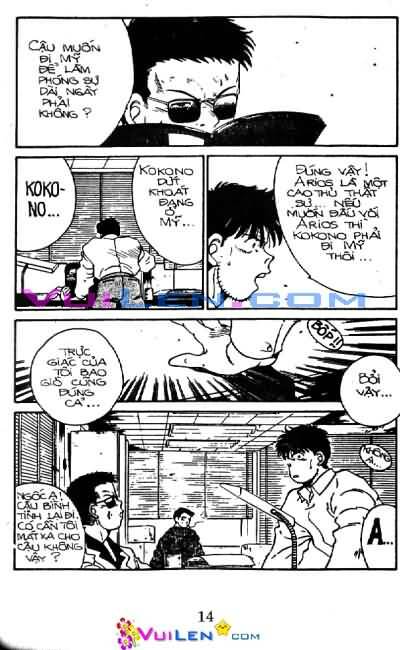 CẬU MUỐN
ĐI MỸ
ĐỂ LÀM
PHÓNG SỰ
DÀI NGÀY
PHẢI
KHÔNG?
ĐÚNG VẬY!
ARIOS LÀ MỘT
CAO THỦ THẬT
SỰ... NẾU
MUỐN ĐẤU VỚI
ARIOS THÌ
KOKONO PHẢI
ĐI MỸ
THÔI...
KOKONO
DỨT
KHOÁT
ĐANG
Ở
MỸ...
KOKO-
NO...
VUILEN.COM
BỐP!!
BỞI
VẬY...
TRỰC
GIÁC CỦA
TÔI BAO
GIỜ CŨNG
ĐÚNG
CẢ...
KHÔNG
À...
À...
NGỐC Ạ!
CẬU BÌNH
TĨNH LẠI ĐI.
CÓ CẦN TÔI
MÁTXA CHO
CẬU KHÔNG
VẬY?
14
VUILEN.COM